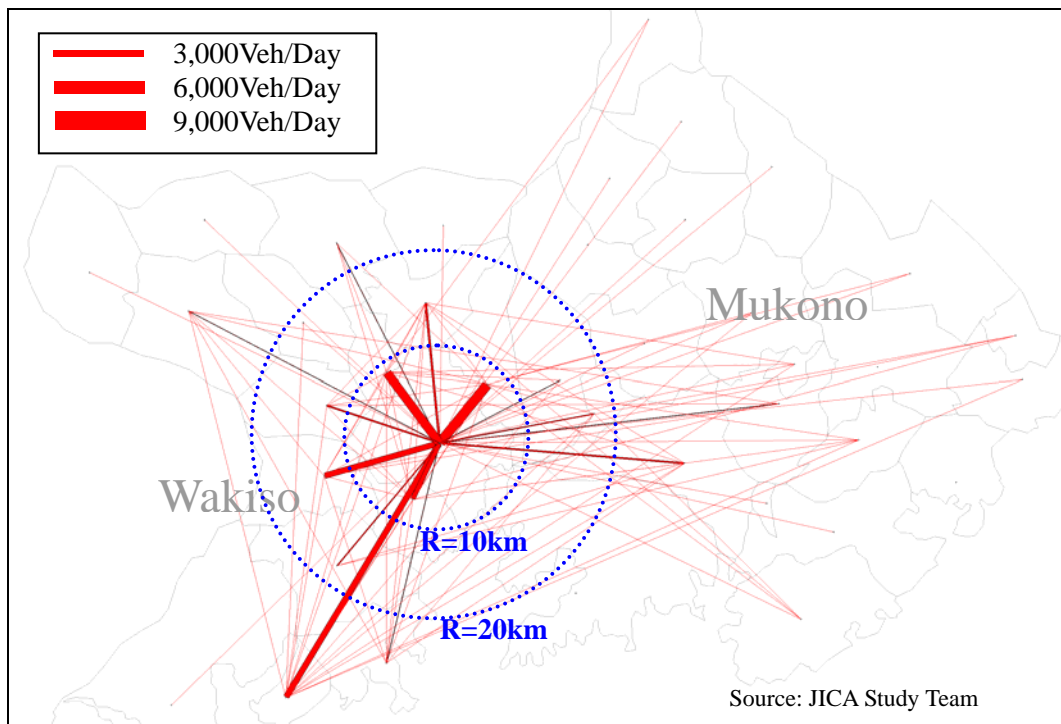 3,000Veh/Day
6,000Veh/Day
9,000Veh/Day
Mukono
Wakiso
R=10km
R=20km
Source: JICA Study Team